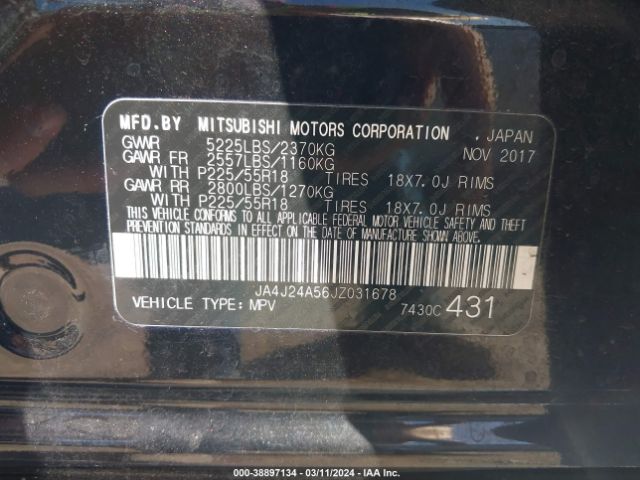 MFD.BY MITSUBISHI MOTORS CORPORATION . JAPAN
GWR 5225LBS/2370KG NOV 2017
GAWR FR 2557LBS/1160KG
WITH P225/55R18 TIRES 18X7.0J RIMS
GAWR RR 2800LBS/1270KG
WITH P225/55R18 TIRES 18X7.0J RIMS
THIS VEHICLE CONFORMS TO ALL APPLICABLE FEDERAL MOTOR VEHICLE SAFETY AND THEFT
PREVENTION STANDARDS IN EFFECT ON THE DATE OF MANUFACTURE SHOWN ABOVE.
JA4J24A56JZ031678
VEHICLE TYPE: MPV 7430C 431
000-38897134 - 03/11/2024 - IAA Inc.